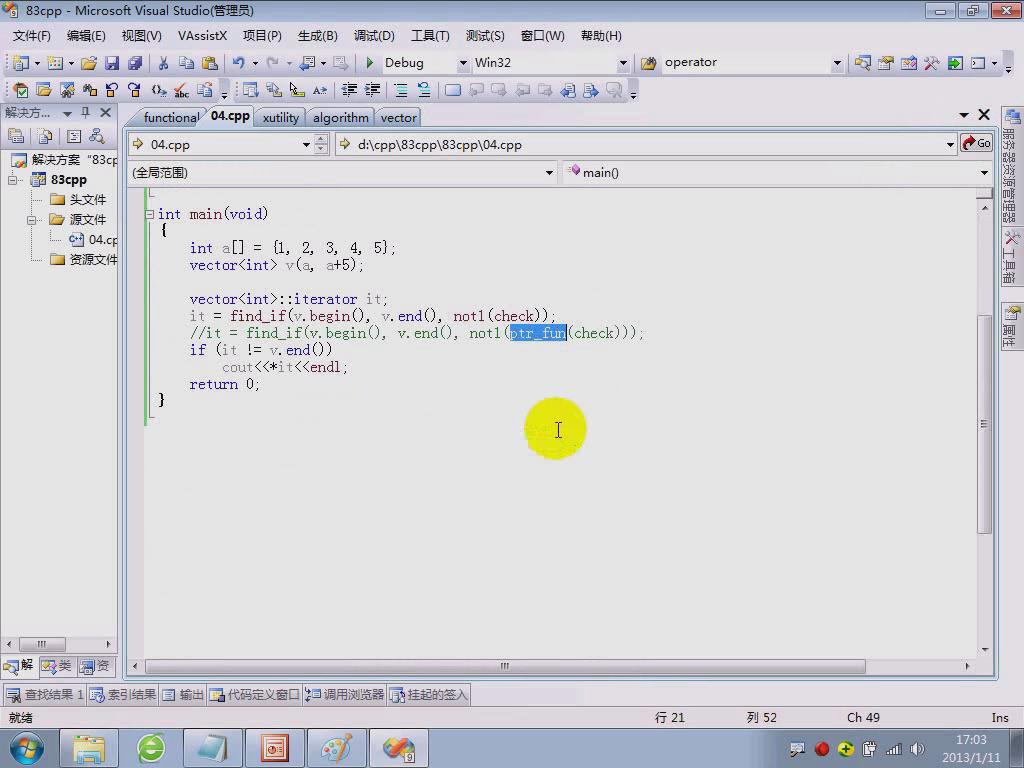 83cpp - Microsoft Visual Studio(管理员)
文件(F) 编辑(E) 视图(V) VAssistX 项目(P) 生成(B) 调试(D) 工具(T) 测试(S) 窗口(W) 帮助(H)
Debug Win32 operator
解决方...
functional 04.cpp xutility algorithm vector
04.cpp d:\cpp\83cpp\83cpp\04.cpp Go
(全局范围) main()
解决方案 "83cp
83cpp
头文件
源文件
04.cp
资源文件
int main(void)
{
int a[] = {1, 2, 3, 4, 5};
vector<int> v(a, a+5);
vector<int>::iterator it;
it = find_if(v.begin(), v.end(), not1(check));
//it = find_if(v.begin(), v.end(), not1(ptr_fun(check)));
if (it != v.end())
cout<<*it<<endl;
return 0;
}
服务器资源管理器
工具箱
属性
解 类 资
查找结果 1 索引结果 输出 代码定义窗口 调用浏览器 挂起的签入
就绪 行 21 列 52 Ch 49 Ins
17:03
2013/1/11